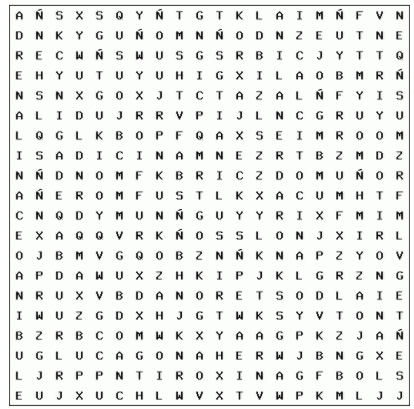 A Ñ S X S Q Y Ñ T G T K L A I M Ñ F V N
D N K Y G U Ñ O M N Ñ O D N Z E U T N E
R E C W Ñ S W U S G S R B I C J Y T T Q
E H Y U T U Y U H I G X I L A O B M R Ñ
N S N X G O X J T C T A Z A L Ñ F Y I S
A L I D U J R R V P I J L N C G R U Y U
L Q G L K B O P F Q A X S E I M R O O M
I S A D I C I N A M N E Z R T B Z M D Z
N Ñ D N O M F K B R I C Z D O M U Ñ O R
A Ñ E R O M F U S T L K X A C U M H T F
C N Q D Y M U N Ñ G U Y Y R I X F M I M
E X A Q Q V R K Ñ O S S L O N J X I R L
O J B M V G Q O B Z N Ñ K N A P Z Y O V
A P D A W U X Z H K I P J K L G R Z N G
N R U X V B D A N O R E T S O D L A I E
I W U Z G D X H J G T W K S Y V T O N T
B Z R B C O M W K X Y A A G P K Z J A Ñ
U G L U C A G O N A H E R W J B N G X E
L J R P P N T I R O X I N A G F B O L S
E U J X U C H L W V X T V W P K M L J J